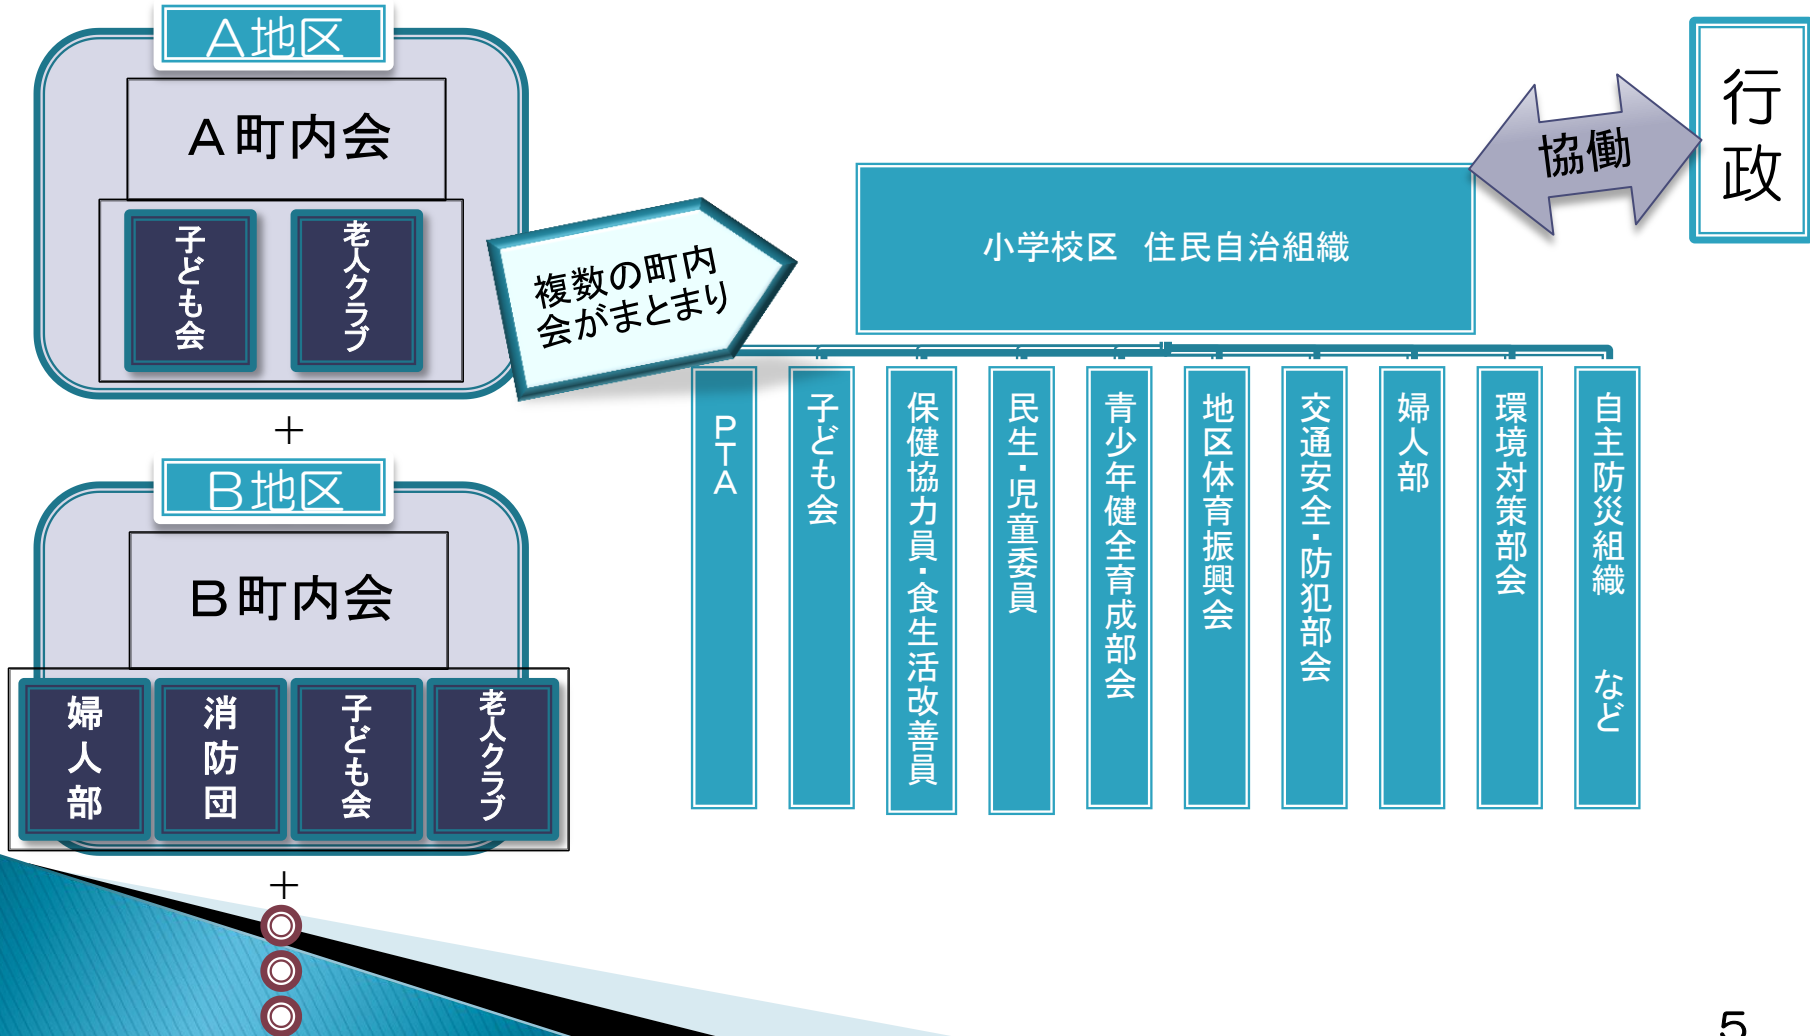 A地区
A町内会
子ども会
老人クラブ
＋
B地区
B町内会
婦人部
消防団
子ども会
老人クラブ
＋
複数の町内
会がまとまり
小学校区　住民自治組織
協働
行政
PTA
子ども会
保健協力員・食生活改善員
民生・児童委員
青少年健全育成部会
地区体育振興会
交通安全・防犯部会
婦人部
環境対策部会
自主防災組織　　など
5